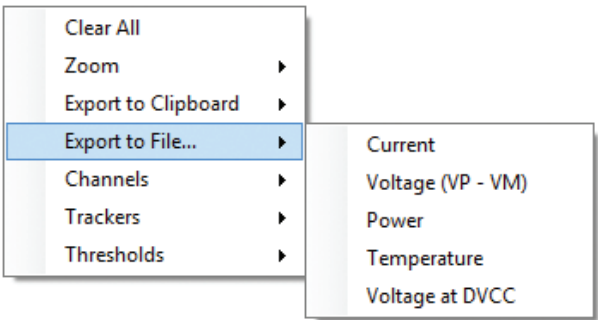 Clear All
Zoom
Export to Clipboard
Export to File...
Channels
Trackers
Thresholds
Current
Voltage (VP - VM)
Power
Temperature
Voltage at DVCC